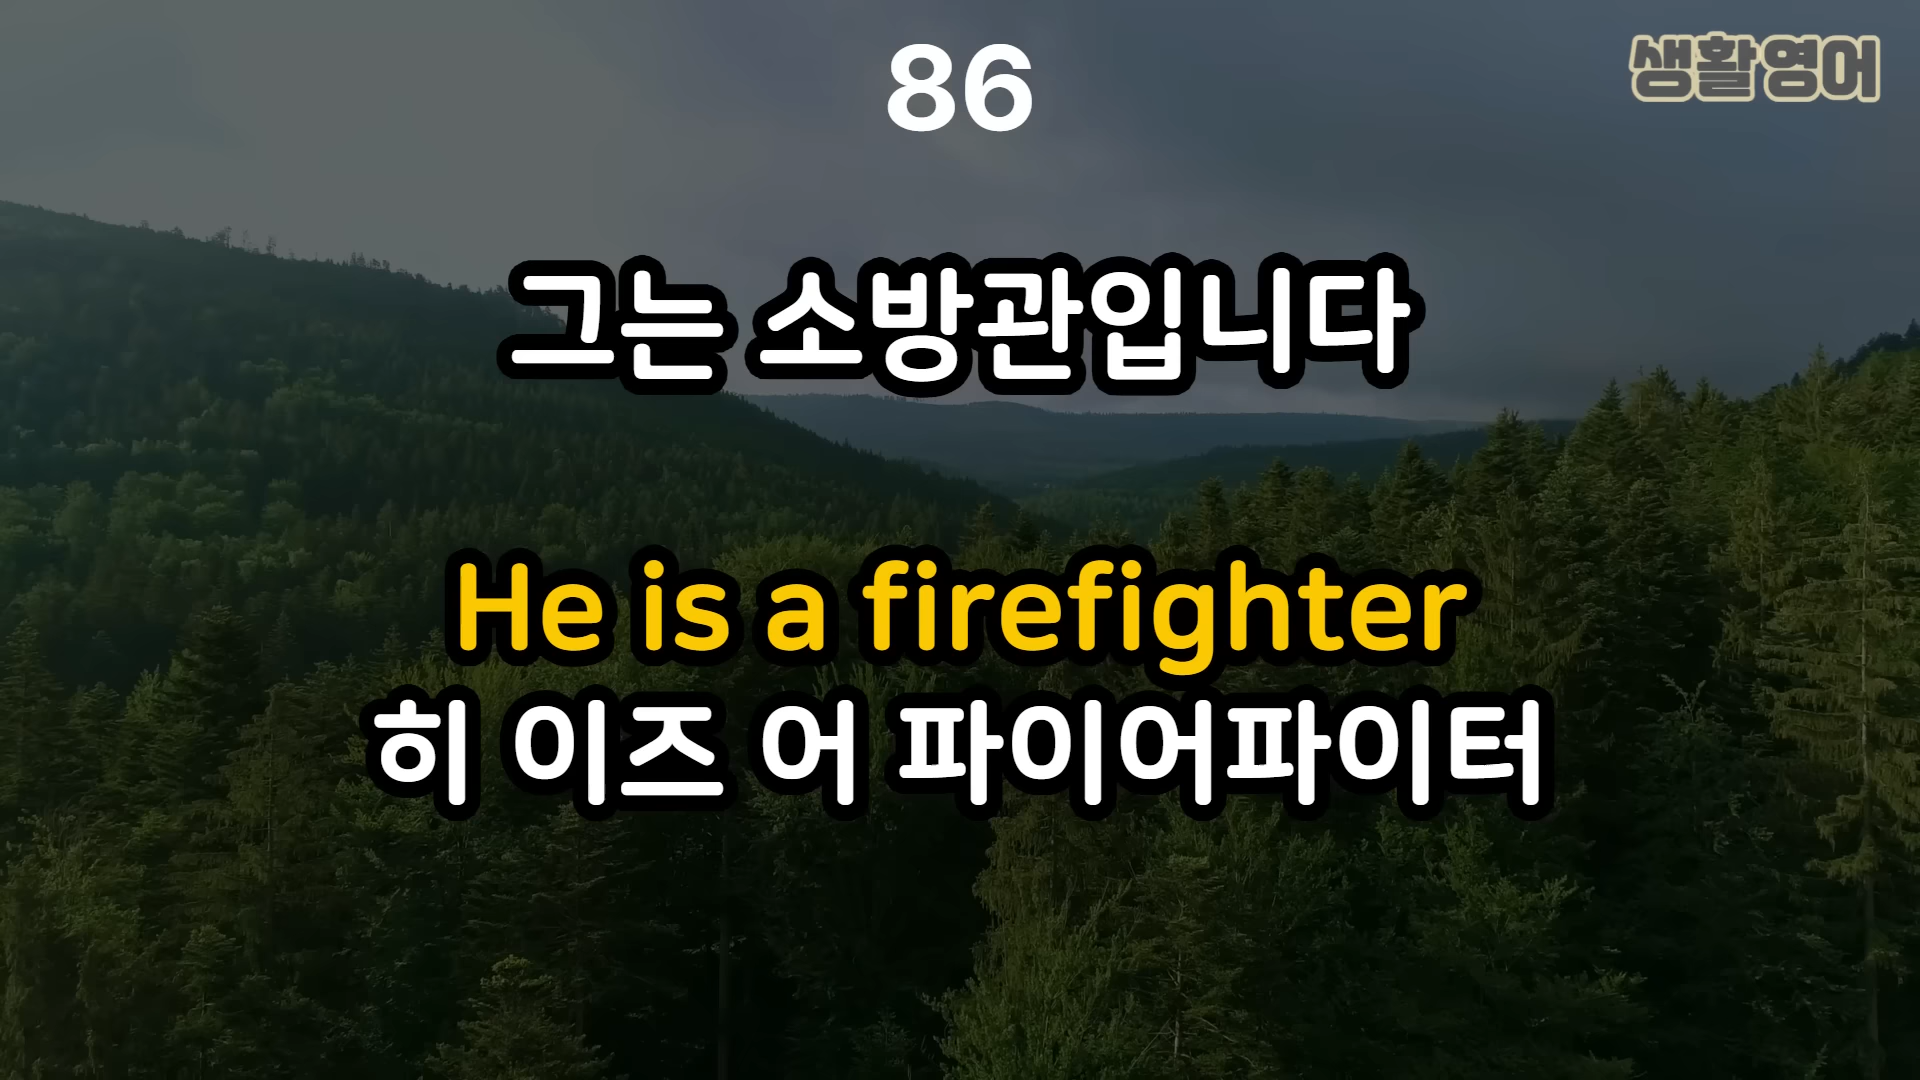 86
생활영어
그는 소방관입니다
He is a firefighter
히 이즈 어 파이어파이터